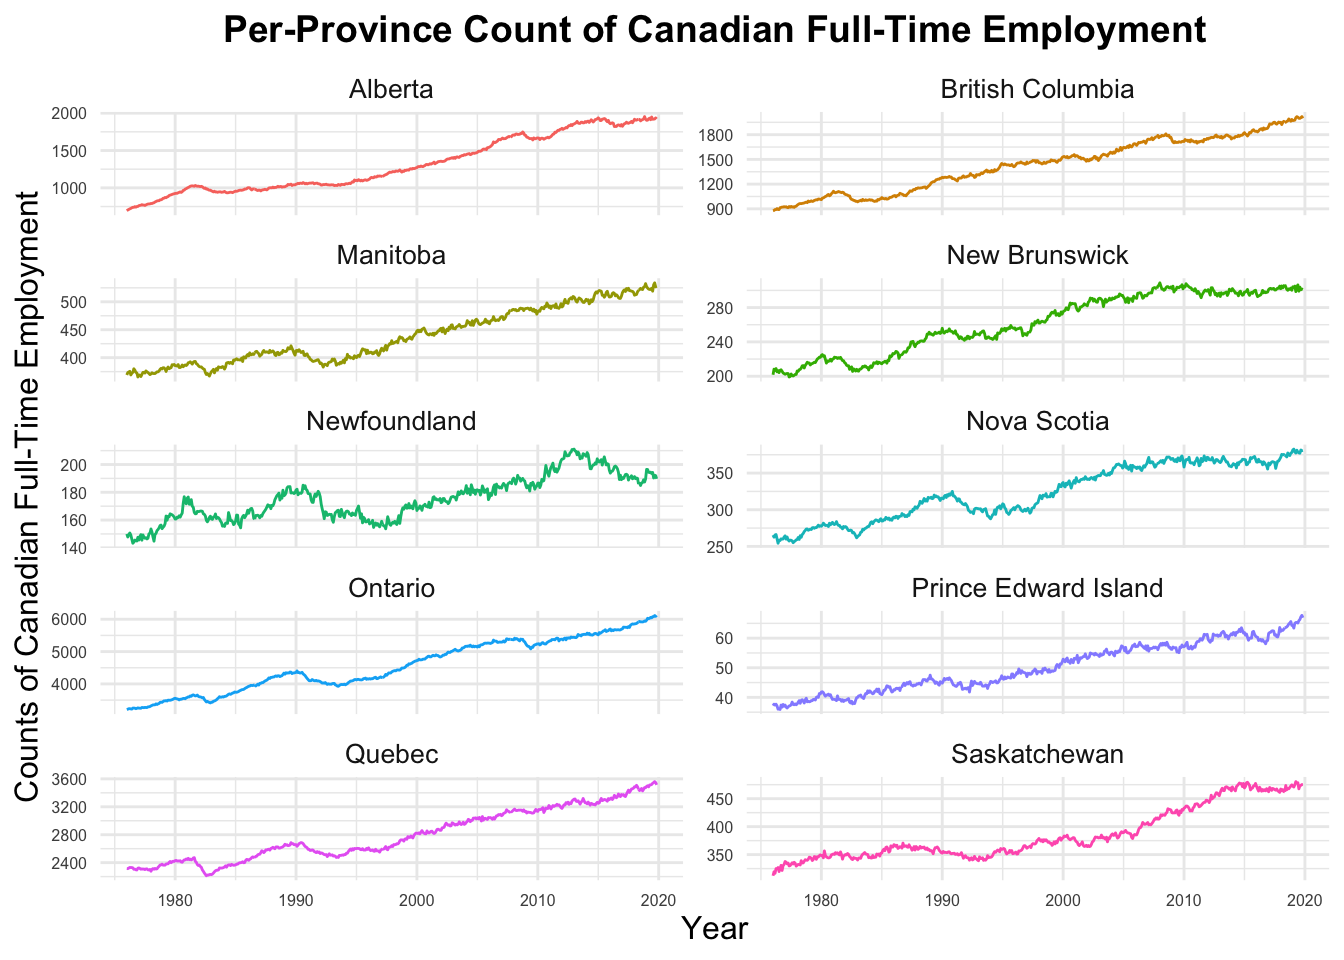 Per-Province Count of Canadian Full-Time Employment
Counts of Canadian Full-Time Employment
Alberta
2000
1500
1000
British Columbia
1800
1500
1200
900
Manitoba
500
450
400
New Brunswick
280
240
200
Newfoundland
200
180
160
140
Nova Scotia
350
300
250
Ontario
6000
5000
4000
Prince Edward Island
60
50
40
Quebec
3600
3200
2800
2400
Saskatchewan
450
400
350
1980 1990 2000 2010 2020
1980 1990 2000 2010 2020
Year